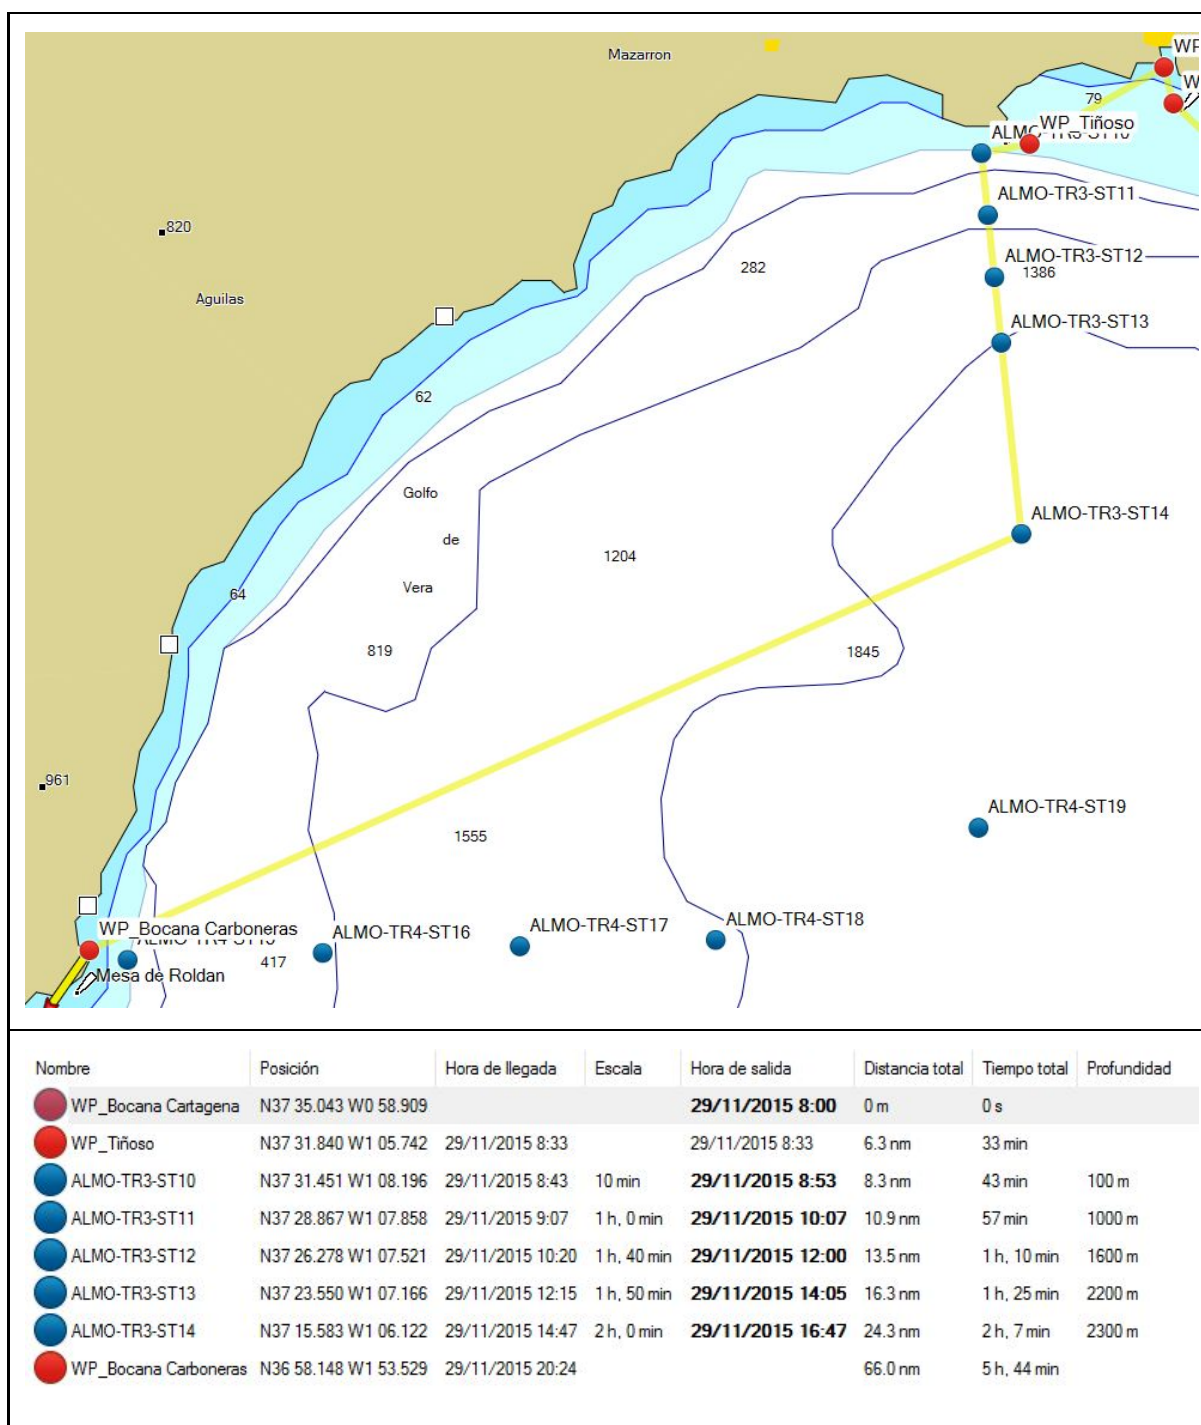 Mazarron
WP
W
79
WP_Tiñoso
ALMO-TR3-ST10
ALMO-TR3-ST11
820
ALMO-TR3-ST12
282
1386
Aguilas
ALMO-TR3-ST13
62
Golfo
ALMO-TR3-ST14
de
1204
Vera
64
819
1845
961
ALMO-TR4-ST19
1555
WP_Bocana Carboneras
ALMO-TR4-ST15
ALMO-TR4-ST16
ALMO-TR4-ST17
ALMO-TR4-ST18
417
Mesa de Roldan
Nombre Posición Hora de llegada Escala Hora de salida Distancia total Tiempo total Profundidad
WP_Bocana Cartagena N37 35.043 W0 58.909 29/11/2015 8:00 0 m 0 s
WP_Tiñoso N37 31.840 W1 05.742 29/11/2015 8:33 29/11/2015 8:33 6.3 nm 33 min
ALMO-TR3-ST10 N37 31.451 W1 08.196 29/11/2015 8:43 10 min 29/11/2015 8:53 8.3 nm 43 min 100 m
ALMO-TR3-ST11 N37 28.867 W1 07.858 29/11/2015 9:07 1 h, 0 min 29/11/2015 10:07 10.9 nm 57 min 1000 m
ALMO-TR3-ST12 N37 26.278 W1 07.521 29/11/2015 10:20 1 h, 40 min 29/11/2015 12:00 13.5 nm 1 h, 10 min 1600 m
ALMO-TR3-ST13 N37 23.550 W1 07.166 29/11/2015 12:15 1 h, 50 min 29/11/2015 14:05 16.3 nm 1 h, 25 min 2200 m
ALMO-TR3-ST14 N37 15.583 W1 06.122 29/11/2015 14:47 2 h, 0 min 29/11/2015 16:47 24.3 nm 2 h, 7 min 2300 m
WP_Bocana Carboneras N36 58.148 W1 53.529 29/11/2015 20:24 66.0 nm 5 h, 44 min